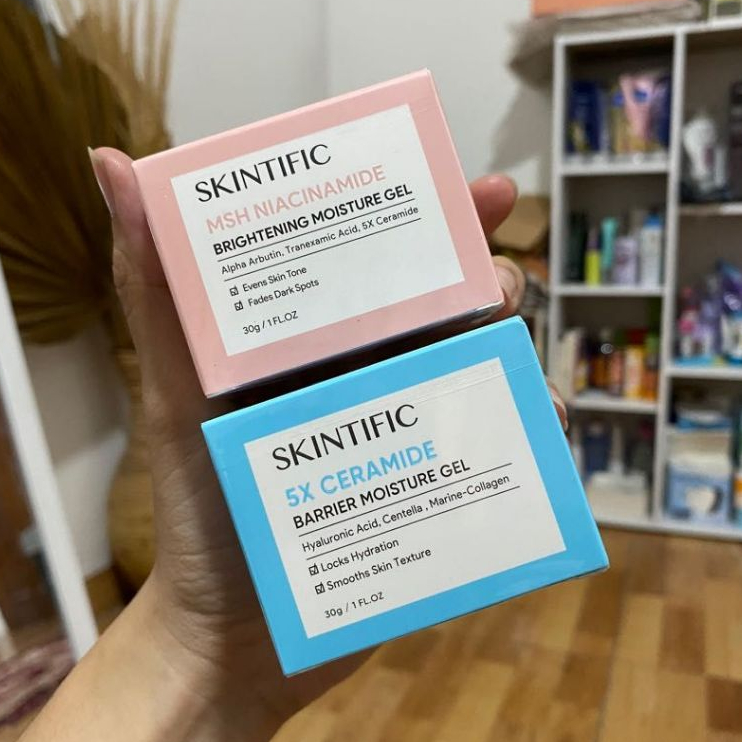 SKINTIFIC
MSH NIACINAMIDE
BRIGHTENING MOISTURE GEL
Alpha Arbutin, Tranexamic Acid, 5X Ceramide
Evens Skin Tone
Fades Dark Spots
30g / 1 FL.OZ
SKINTIFIC
5X CERAMIDE
BARRIER MOISTURE GEL
Hyaluronic Acid, Centella , Marine-Collagen
Locks Hydration
Smooths Skin Texture
30g / 1 FL.OZ